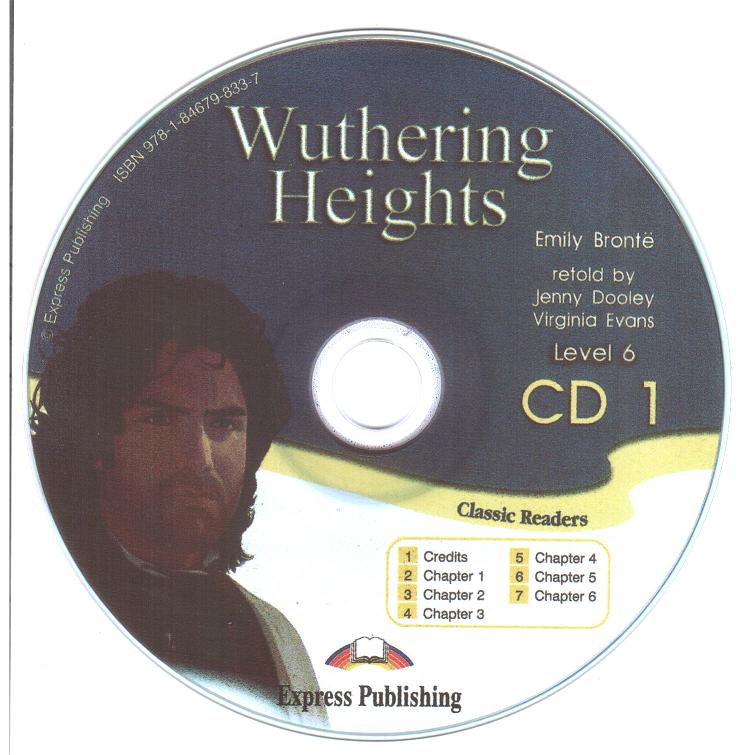 © Express Publishing ISBN 978-1-84679-833-7
Wuthering
Heights
Emily Brontë
retold by
Jenny Dooley
Virginia Evans
Level 6
CD 1
Classic Readers
1 Credits
2 Chapter 1
3 Chapter 2
4 Chapter 3
5 Chapter 4
6 Chapter 5
7 Chapter 6
Express Publishing